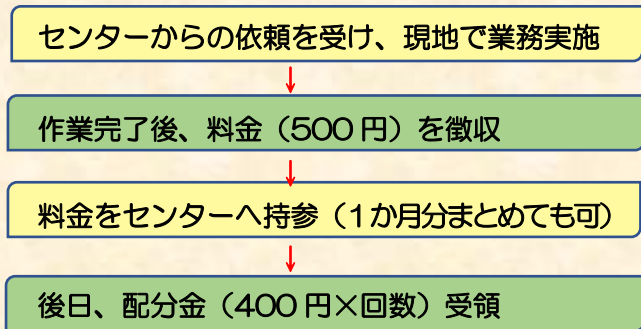 センターからの依頼を受け、現地で業務実施
作業完了後、料金（500円）を徴収
料金をセンターへ持参（1か月分まとめても可）
後日、配分金（400円×回数）受領